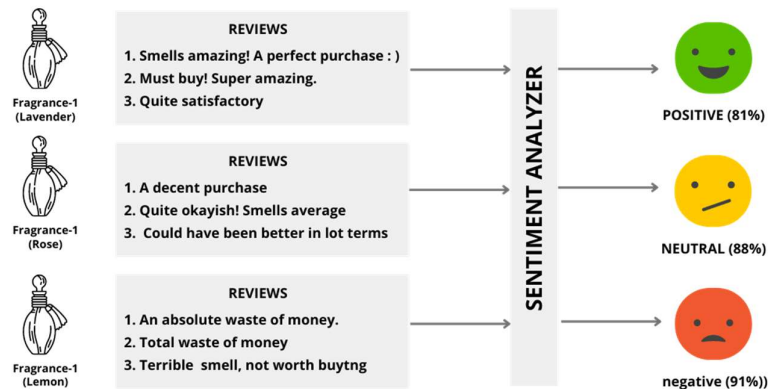 REVIEWS
1. Smells amazing! A perfect purchase : )
2. Must buy! Super amazing.
3. Quite satisfactory
Fragrance-1
(Lavender)
POSITIVE (81%)
REVIEWS
1. A decent purchase
2. Quite okayish! Smells average
3. Could have been better in lot terms
Fragrance-1
(Rose)
NEUTRAL (88%)
REVIEWS
1. An absolute waste of money.
2. Total waste of money
3. Terrible smell, not worth buytng
Fragrance-1
(Lemon)
negative (91%))
SENTIMENT ANALYZER